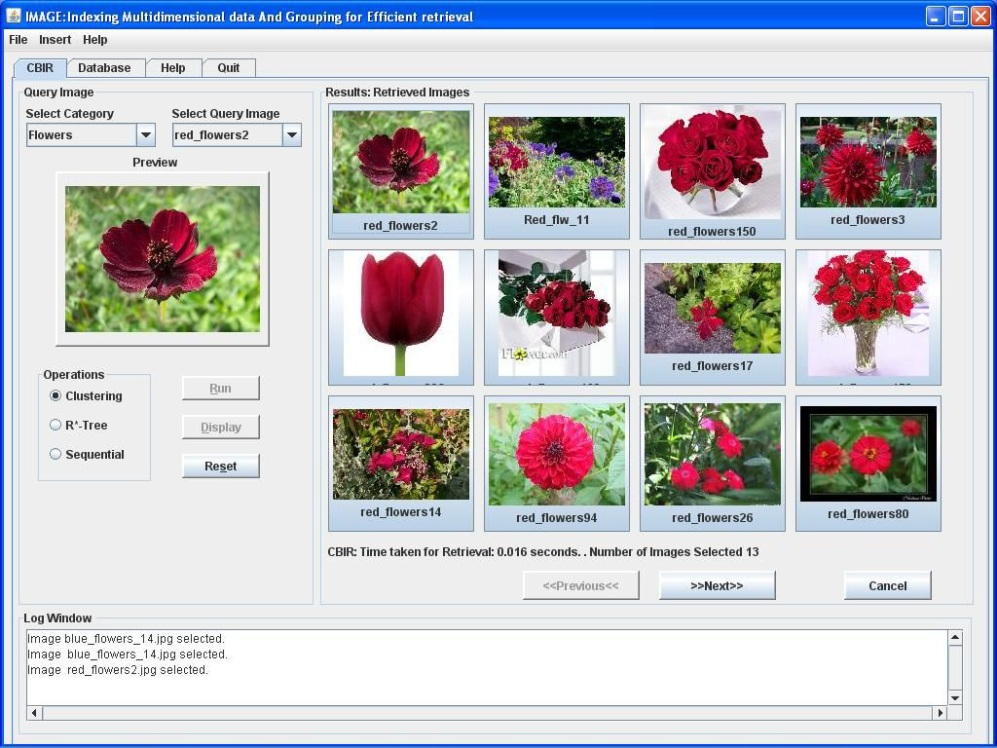 IMAGE:Indexing Multidimensional data And Grouping for Efficient retrieval
File Insert Help
CBIR Database Help Quit
Query Image
Select Category Select Query Image
Flowers red_flowers2
Preview
Operations
Clustering
R*-Tree
Sequential
Run
Display
Reset
Results: Retrieved Images
red_flowers2 Red_flw_11 red_flowers150 red_flowers3
red_flowers17
red_flowers14 red_flowers94 red_flowers26 red_flowers80
CBIR: Time taken for Retrieval: 0.016 seconds. . Number of Images Selected 13
<<Previous<< >>Next>> Cancel
Log Window
Image blue_flowers_14.jpg selected.
Image blue_flowers_14.jpg selected.
Image red_flowers2.jpg selected.